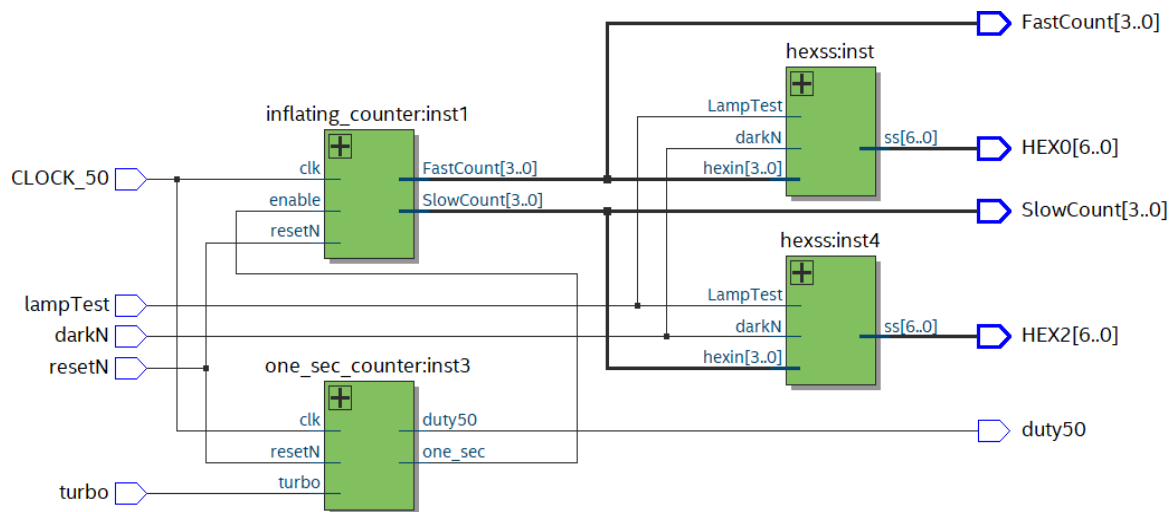 FastCount[3..0]
hexss:inst
LampTest
darkN
hexin[3..0]
ss[6..0]
HEX0[6..0]
inflating_counter:inst1
clk
enable
resetN
FastCount[3..0]
SlowCount[3..0]
CLOCK_50
SlowCount[3..0]
hexss:inst4
LampTest
darkN
hexin[3..0]
ss[6..0]
HEX2[6..0]
lampTest
darkN
resetN
one_sec_counter:inst3
clk
resetN
turbo
duty50
one_sec
duty50
turbo